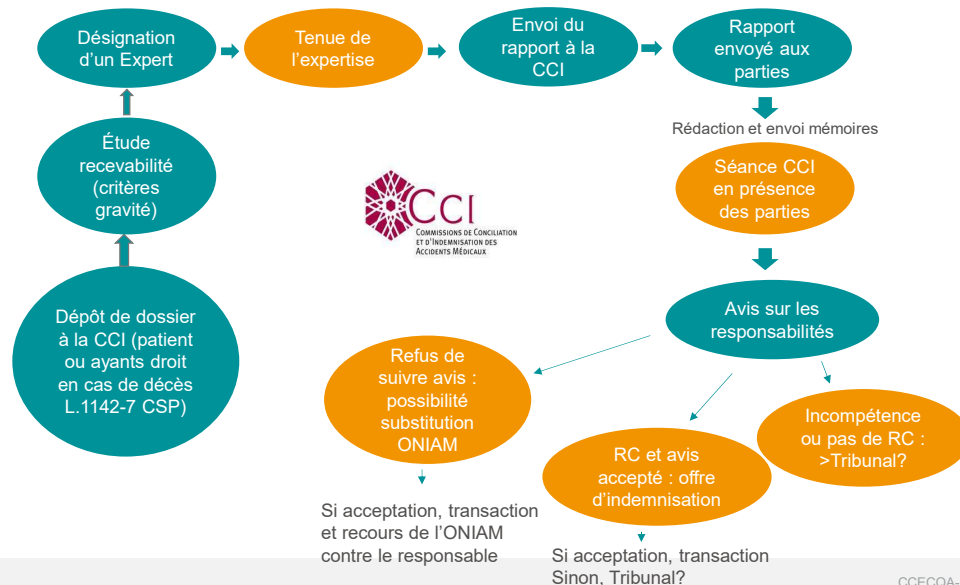 Désignation
d'un Expert
Tenue de
l'expertise
Envoi du
rapport à la
CCI
Rapport
envoyé aux
parties
Rédaction et envoi mémoires
Étude
recevabilité
(critères
gravité)
Séance CCI
en présence
des parties
CCI
COMMISSIONS DE CONCILIATION
ET D'INDEMNISATION DES
ACCIDENTS MÉDICAUX
Dépôt de dossier
à la CCI (patient
ou ayants droit
en cas de décès
L.1142-7 CSP)
Avis sur les
responsabilités
Refus de
suivre avis :
possibilité
substitution
ONIAM
RC et avis
accepté : offre
d'indemnisation
Incompétence
ou pas de RC :
>Tribunal?
Si acceptation, transaction
et recours de l'ONIAM
contre le responsable
Si acceptation, transaction
Sinon, Tribunal?
CCECQA-